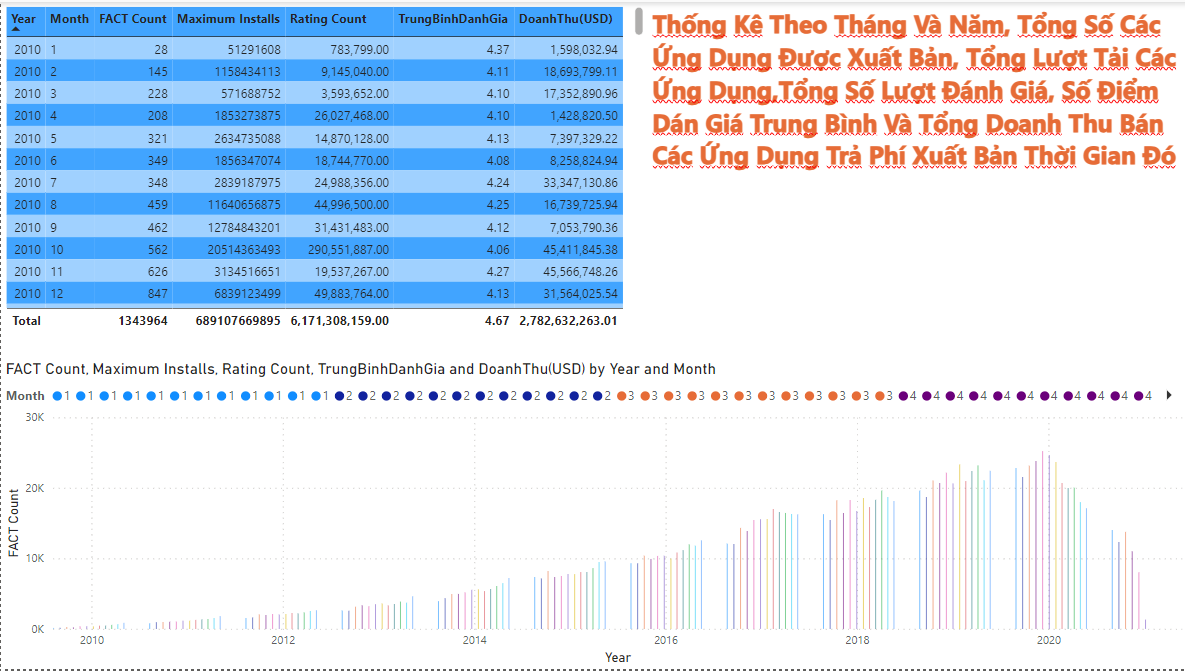 Year Month FACT Count Maximum Installs Rating Count TrungBinhDanhGia DoanhThu(USD)
2010 1 28 51291608 783,799.00 4.37 1,598,032.94
2010 2 145 1158434113 9,145,040.00 4.11 18,693,799.11
2010 3 228 571688752 3,593,652.00 4.10 17,352,890.96
2010 4 208 1853273875 26,027,468.00 4.10 1,428,820.50
2010 5 321 2634735088 14,870,128.00 4.13 7,397,329.22
2010 6 349 1856347074 18,744,770.00 4.08 8,258,824.94
2010 7 348 2839187975 24,988,356.00 4.24 33,347,130.86
2010 8 459 11640656875 44,996,500.00 4.25 16,739,725.94
2010 9 462 12784843201 31,431,483.00 4.12 7,053,790.36
2010 10 562 20514363493 290,551,887.00 4.06 45,411,845.38
2010 11 626 3134516651 19,537,267.00 4.27 45,566,748.26
2010 12 847 6839123499 49,883,764.00 4.13 31,564,025.54
Total 1343964 689107669895 6,171,308,159.00 4.67 2,782,632,263.01
Thống Kê Theo Tháng Và Năm, Tổng Số Các
Ứng Dụng Được Xuất Bản, Tổng Lượt Tải Các
Ứng Dụng,Tổng Số Lượt Đánh Giá, Số Điểm
Dán Giá Trung Bình Và Tổng Doanh Thu Bán
Các Ứng Dụng Trả Phí Xuất Bản Thời Gian Đó
FACT Count, Maximum Installs, Rating Count, TrungBinhDanhGia and DoanhThu(USD) by Year and Month
Month 1 1 1 1 1 1 1 1 1 1 1 1 2 2 2 2 2 2 2 2 2 2 2 2 3 3 3 3 3 3 3 3 3 3 3 3 4 4 4 4 4 4 4 4 4 4 4
30K
20K
10K
0K
FACT Count
2010 2012 2014 2016 2018 2020
Year